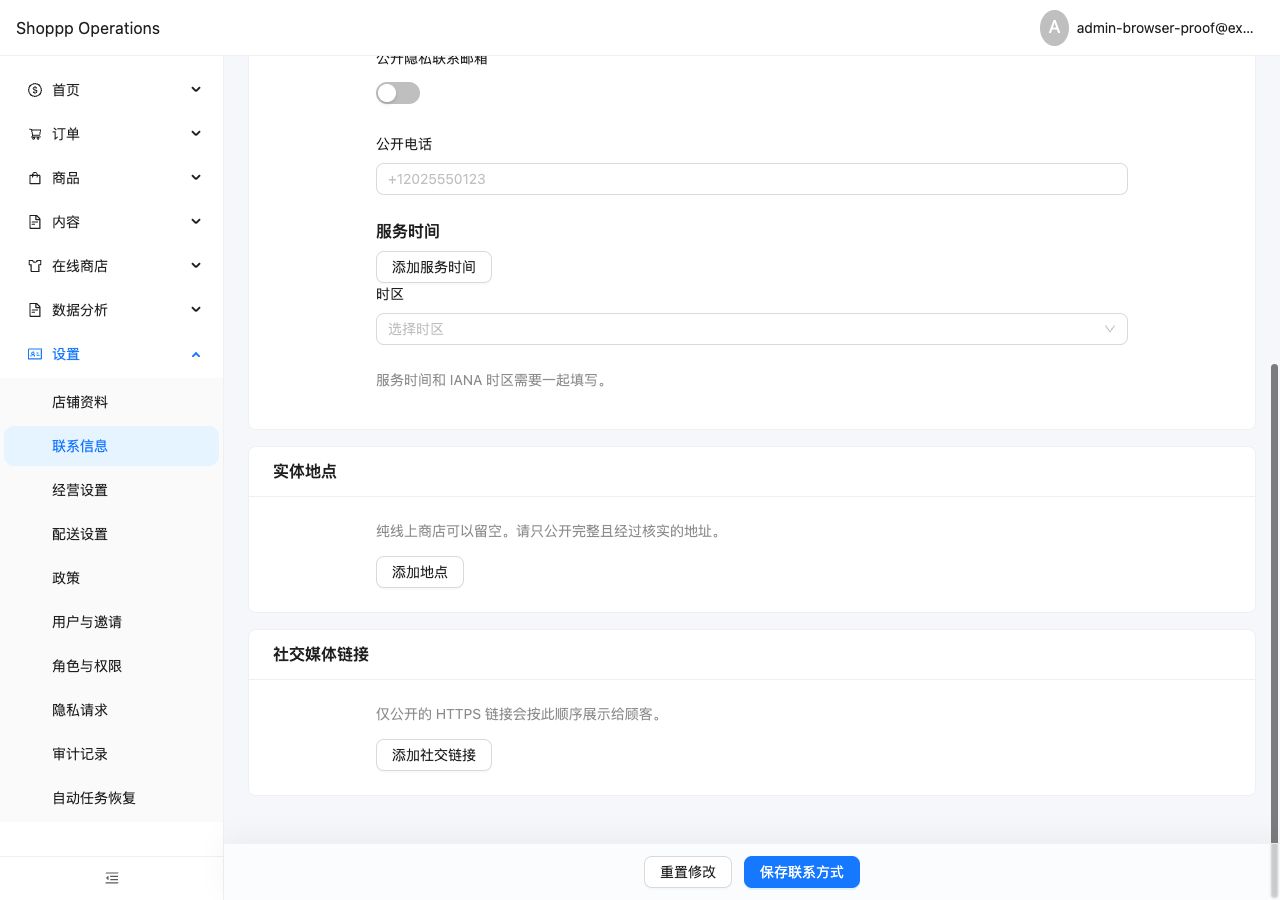 Shoppp Operations
A
admin-browser-proof@ex...
首页
订单
商品
内容
在线商店
数据分析
设置
店铺资料
联系信息
经营设置
配送设置
政策
用户与邀请
角色与权限
隐私请求
审计记录
自动任务恢复
公开隐私联系邮箱
公开电话
+12025550123
服务时间
添加服务时间
时区
选择时区
服务时间和 IANA 时区需要一起填写。
实体地点
纯线上商店可以留空。请只公开完整且经过核实的地址。
添加地点
社交媒体链接
仅公开的 HTTPS 链接会按此顺序展示给顾客。
添加社交链接
重置修改
保存联系方式